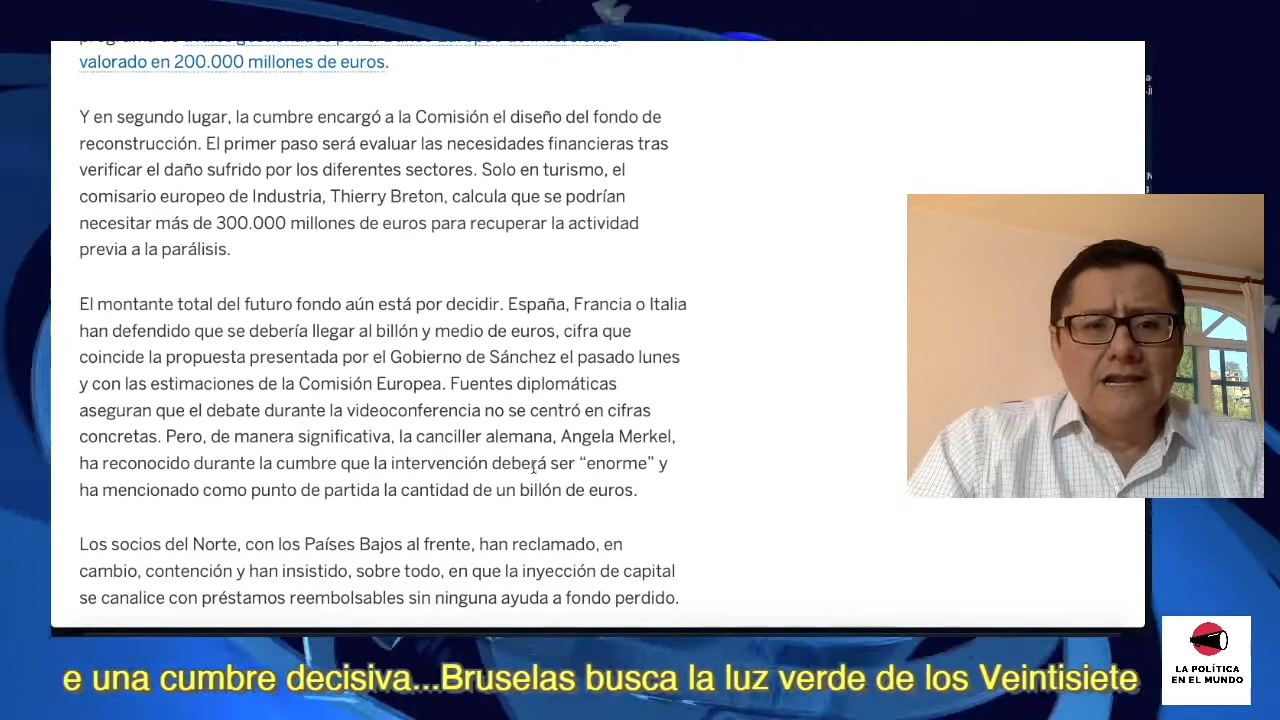 valorado en 200.000 millones de euros.
Y en segundo lugar, la cumbre encargó a la Comisión el diseño del fondo de
reconstrucción. El primer paso será evaluar las necesidades financieras tras
verificar el daño sufrido por los diferentes sectores. Solo en turismo, el
comisario europeo de Industria, Thierry Breton, calcula que se podrían
necesitar más de 300.000 millones de euros para recuperar la actividad
previa a la parálisis.
El montante total del futuro fondo aún está por decidir. España, Francia o Italia
han defendido que se debería llegar al billón y medio de euros, cifra que
coincide la propuesta presentada por el Gobierno de Sánchez el pasado lunes
y con las estimaciones de la Comisión Europea. Fuentes diplomáticas
aseguran que el debate durante la videoconferencia no se centró en cifras
concretas. Pero, de manera significativa, la canciller alemana, Angela Merkel,
ha reconocido durante la cumbre que la intervención deberá ser “enorme” y
ha mencionado como punto de partida la cantidad de un billón de euros.
Los socios del Norte, con los Países Bajos al frente, han reclamado, en
cambio, contención y han insistido, sobre todo, en que la inyección de capital
se canalice con préstamos reembolsables sin ninguna ayuda a fondo perdido.
e una cumbre decisiva...Bruselas busca la luz verde de los Veintisiete
LA POLÍTICA
EN EL MUNDO